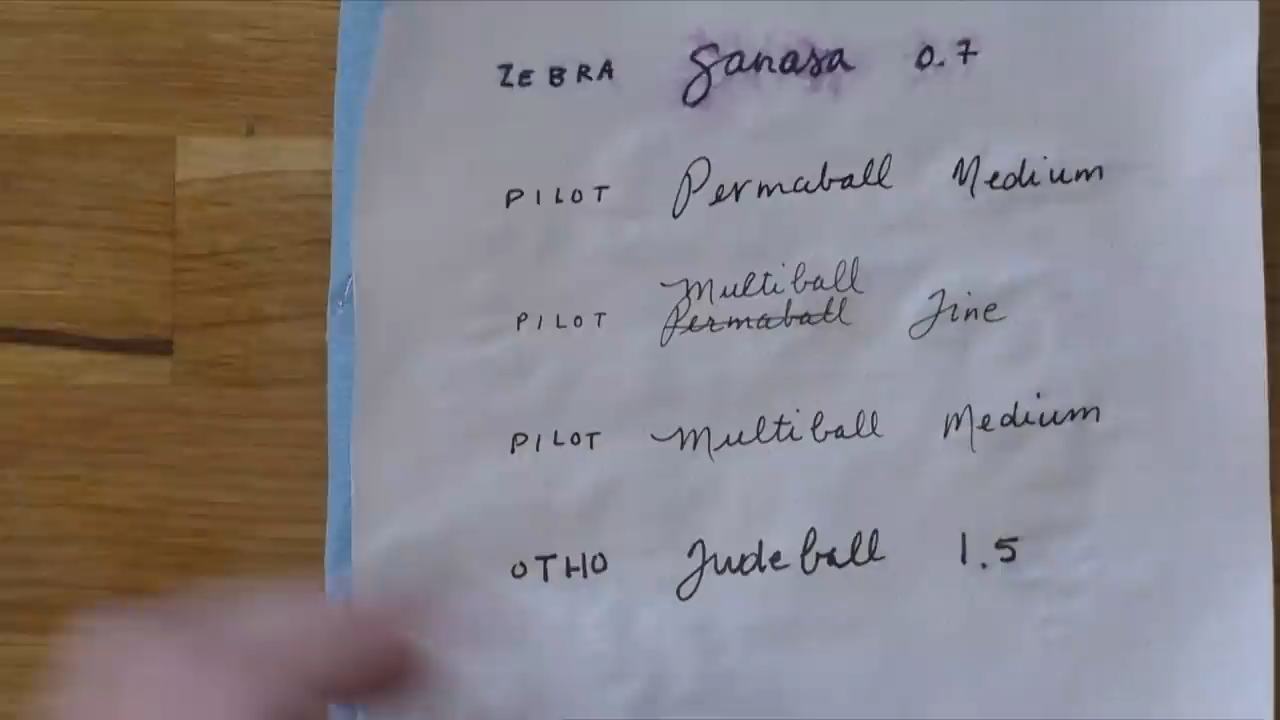 ZEBRA Sarasa 0.7
PILOT Permaball Medium
Multiball
PILOT Permaball Fine
PILOT Multiball Medium
OTHO Judeball 1.5